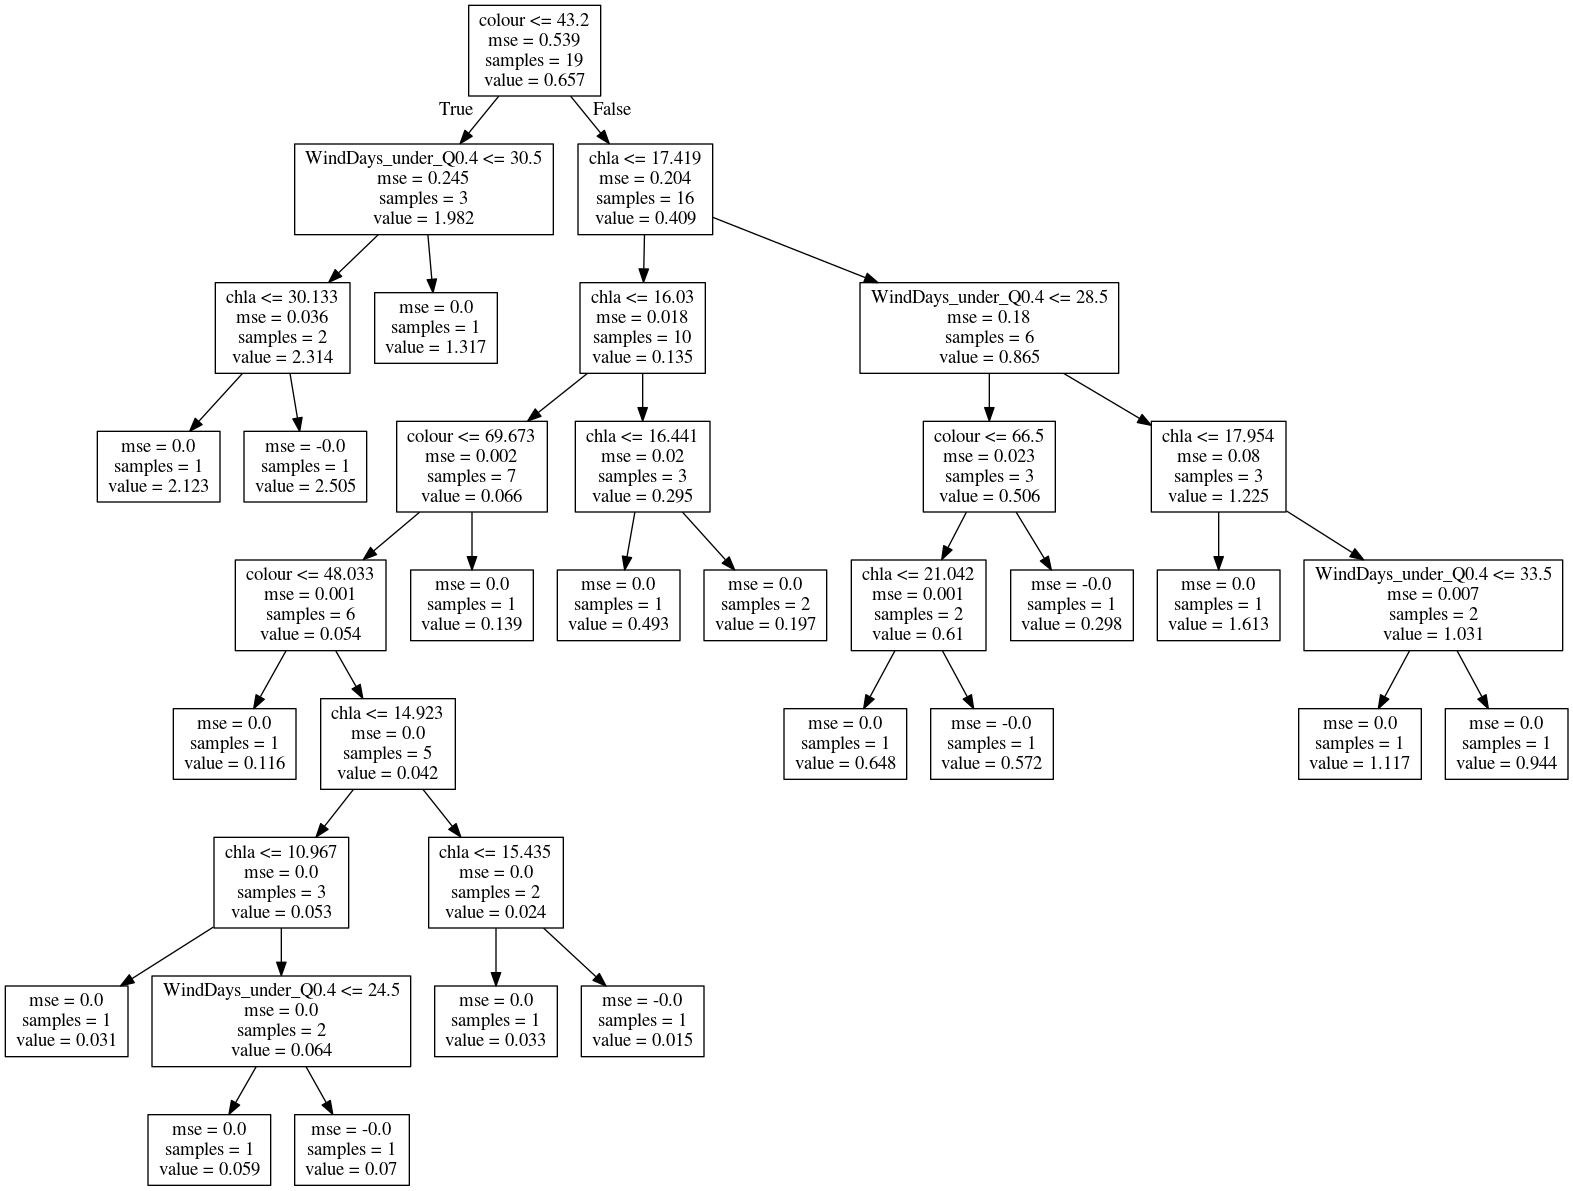 colour <= 43.2
mse = 0.539
samples = 19
value = 0.657
True
False
WindDays_under_Q0.4 <= 30.5
mse = 0.245
samples = 3
value = 1.982
chla <= 17.419
mse = 0.204
samples = 16
value = 0.409
chla <= 30.133
mse = 0.036
samples = 2
value = 2.314
mse = 0.0
samples = 1
value = 1.317
chla <= 16.03
mse = 0.018
samples = 10
value = 0.135
WindDays_under_Q0.4 <= 28.5
mse = 0.18
samples = 6
value = 0.865
mse = 0.0
samples = 1
value = 2.123
mse = -0.0
samples = 1
value = 2.505
colour <= 69.673
mse = 0.002
samples = 7
value = 0.066
chla <= 16.441
mse = 0.02
samples = 3
value = 0.295
colour <= 66.5
mse = 0.023
samples = 3
value = 0.506
chla <= 17.954
mse = 0.08
samples = 3
value = 1.225
colour <= 48.033
mse = 0.001
samples = 6
value = 0.054
mse = 0.0
samples = 1
value = 0.139
mse = 0.0
samples = 1
value = 0.493
mse = 0.0
samples = 2
value = 0.197
chla <= 21.042
mse = 0.001
samples = 2
value = 0.61
mse = -0.0
samples = 1
value = 0.298
mse = 0.0
samples = 1
value = 1.613
WindDays_under_Q0.4 <= 33.5
mse = 0.007
samples = 2
value = 1.031
mse = 0.0
samples = 1
value = 0.116
chla <= 14.923
mse = 0.0
samples = 5
value = 0.042
mse = 0.0
samples = 1
value = 0.648
mse = -0.0
samples = 1
value = 0.572
mse = 0.0
samples = 1
value = 1.117
mse = 0.0
samples = 1
value = 0.944
chla <= 10.967
mse = 0.0
samples = 3
value = 0.053
chla <= 15.435
mse = 0.0
samples = 2
value = 0.024
mse = 0.0
samples = 1
value = 0.031
WindDays_under_Q0.4 <= 24.5
mse = 0.0
samples = 2
value = 0.064
mse = 0.0
samples = 1
value = 0.033
mse = -0.0
samples = 1
value = 0.015
mse = 0.0
samples = 1
value = 0.059
mse = -0.0
samples = 1
value = 0.07